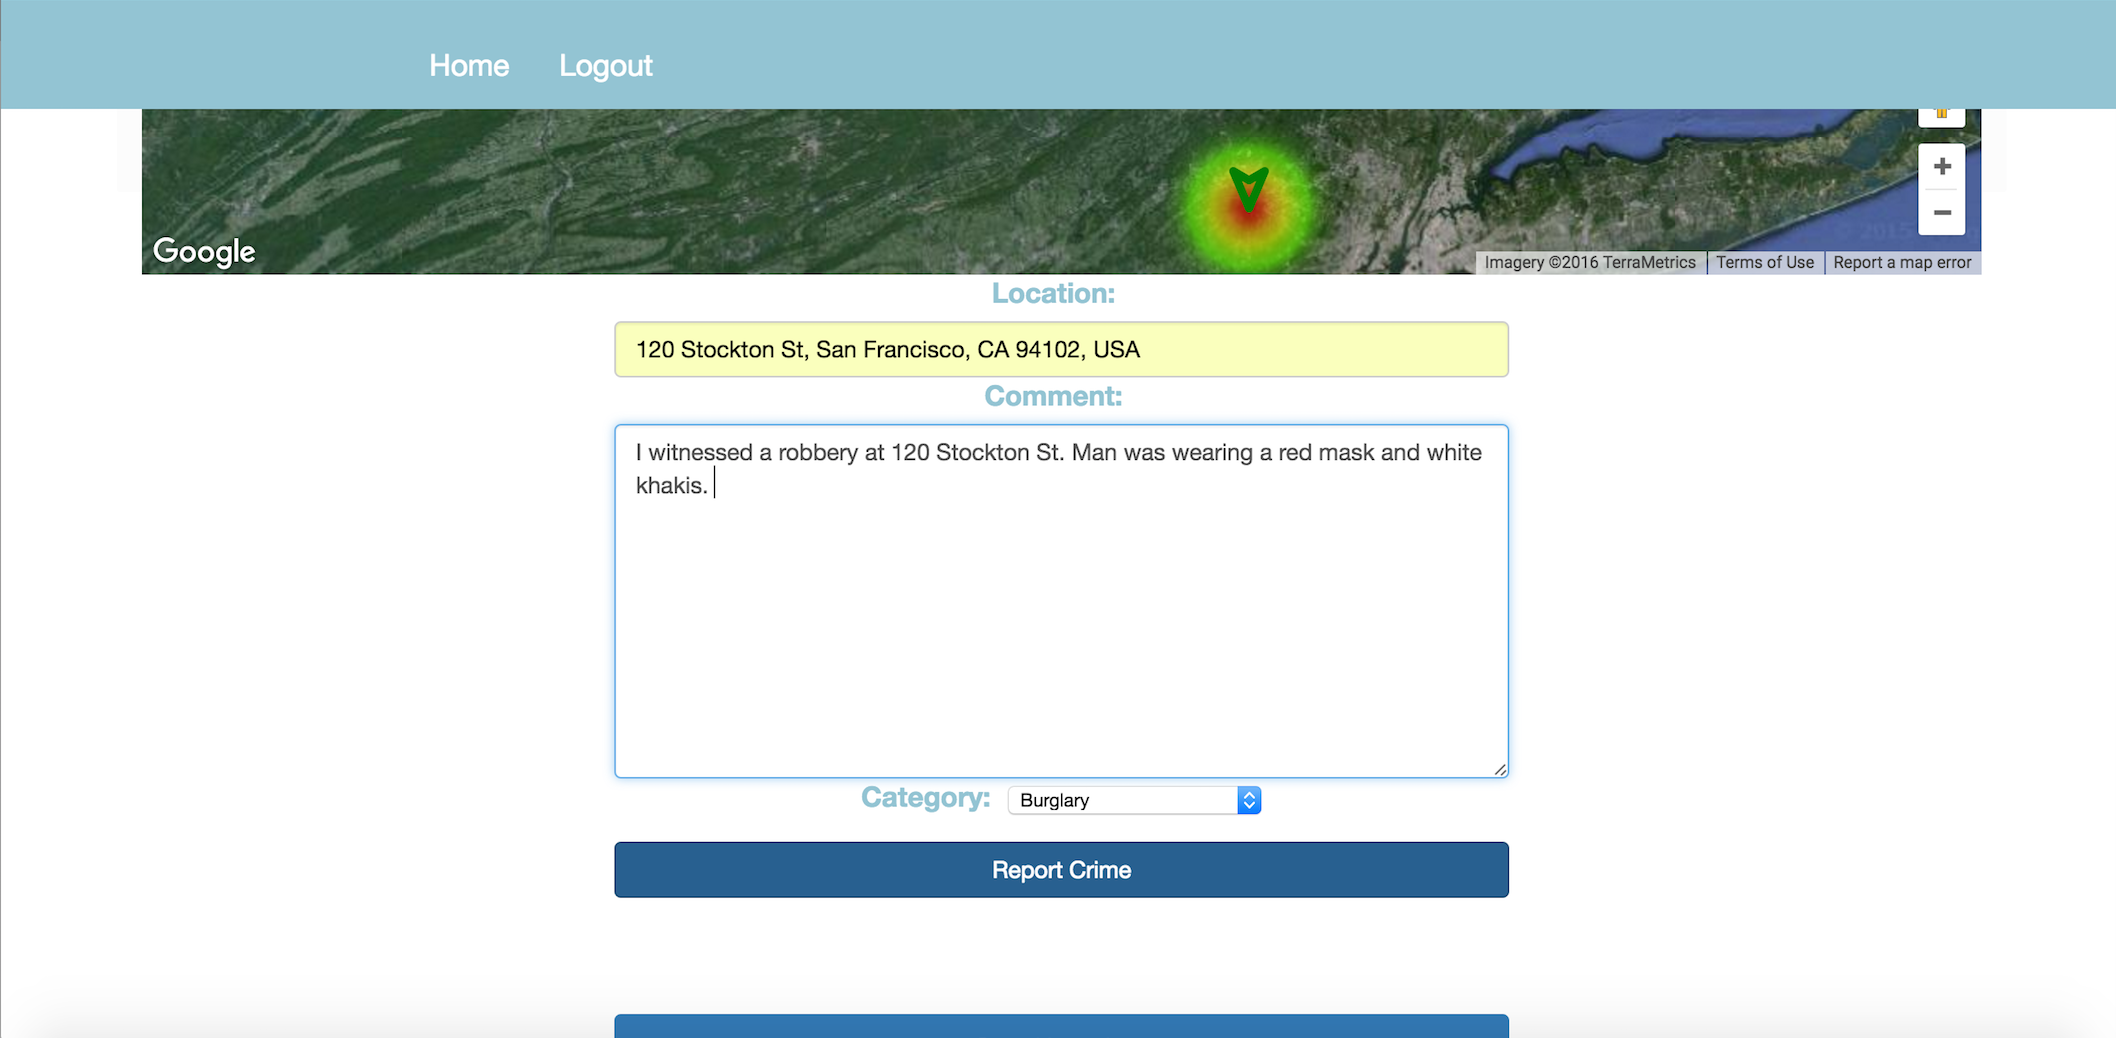 Home Logout
Google
Imagery ©2016 TerraMetrics Terms of Use Report a map error
Location:
120 Stockton St, San Francisco, CA 94102, USA
Comment:
I witnessed a robbery at 120 Stockton St. Man was wearing a red mask and white
khakis.
Category: Burglary
Report Crime